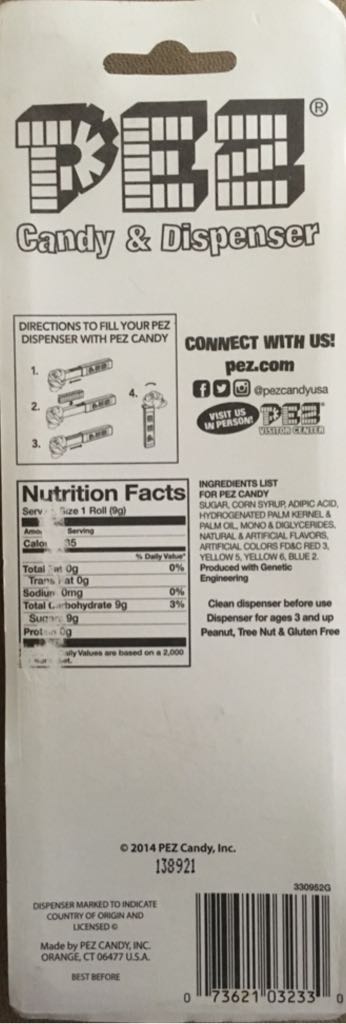 PEZ®
Candy & Dispenser
DIRECTIONS TO FILL YOUR PEZ
DISPENSER WITH PEZ CANDY
1.
2.
3.
4.
CONNECT WITH US!
pez.com
@pezcandyusa
VISIT US
IN PERSON!
PEZ
VISITOR CENTER
Nutrition Facts
Size 1 Roll (9g)
Serving
35
% Daily Value*
Total 0g 0%
0g
Sodium 0mg 0%
Total 9g 3%
9g
0g
Values are based on a 2,000
INGREDIENTS LIST
FOR PEZ CANDY
SUGAR, CORN SYRUP, ADIPIC ACID,
HYDROGENATED PALM KERNEL &
PALM OIL, MONO & DIGLYCERIDES,
NATURAL & ARTIFICIAL FLAVORS,
ARTIFICIAL COLORS FD&C RED 3,
YELLOW 5, YELLOW 6, BLUE 2.
Produced with Genetic
Engineering
Clean dispenser before use
Dispenser for ages 3 and up
Peanut, Tree Nut & Gluten Free
© 2014 PEZ Candy, Inc.
138921
330952G
DISPENSER MARKED TO INDICATE
COUNTRY OF ORIGIN AND
LICENSED ©
Made by PEZ CANDY, INC.
ORANGE, CT 06477 U.S.A.
BEST BEFORE
0 73621 03233 0